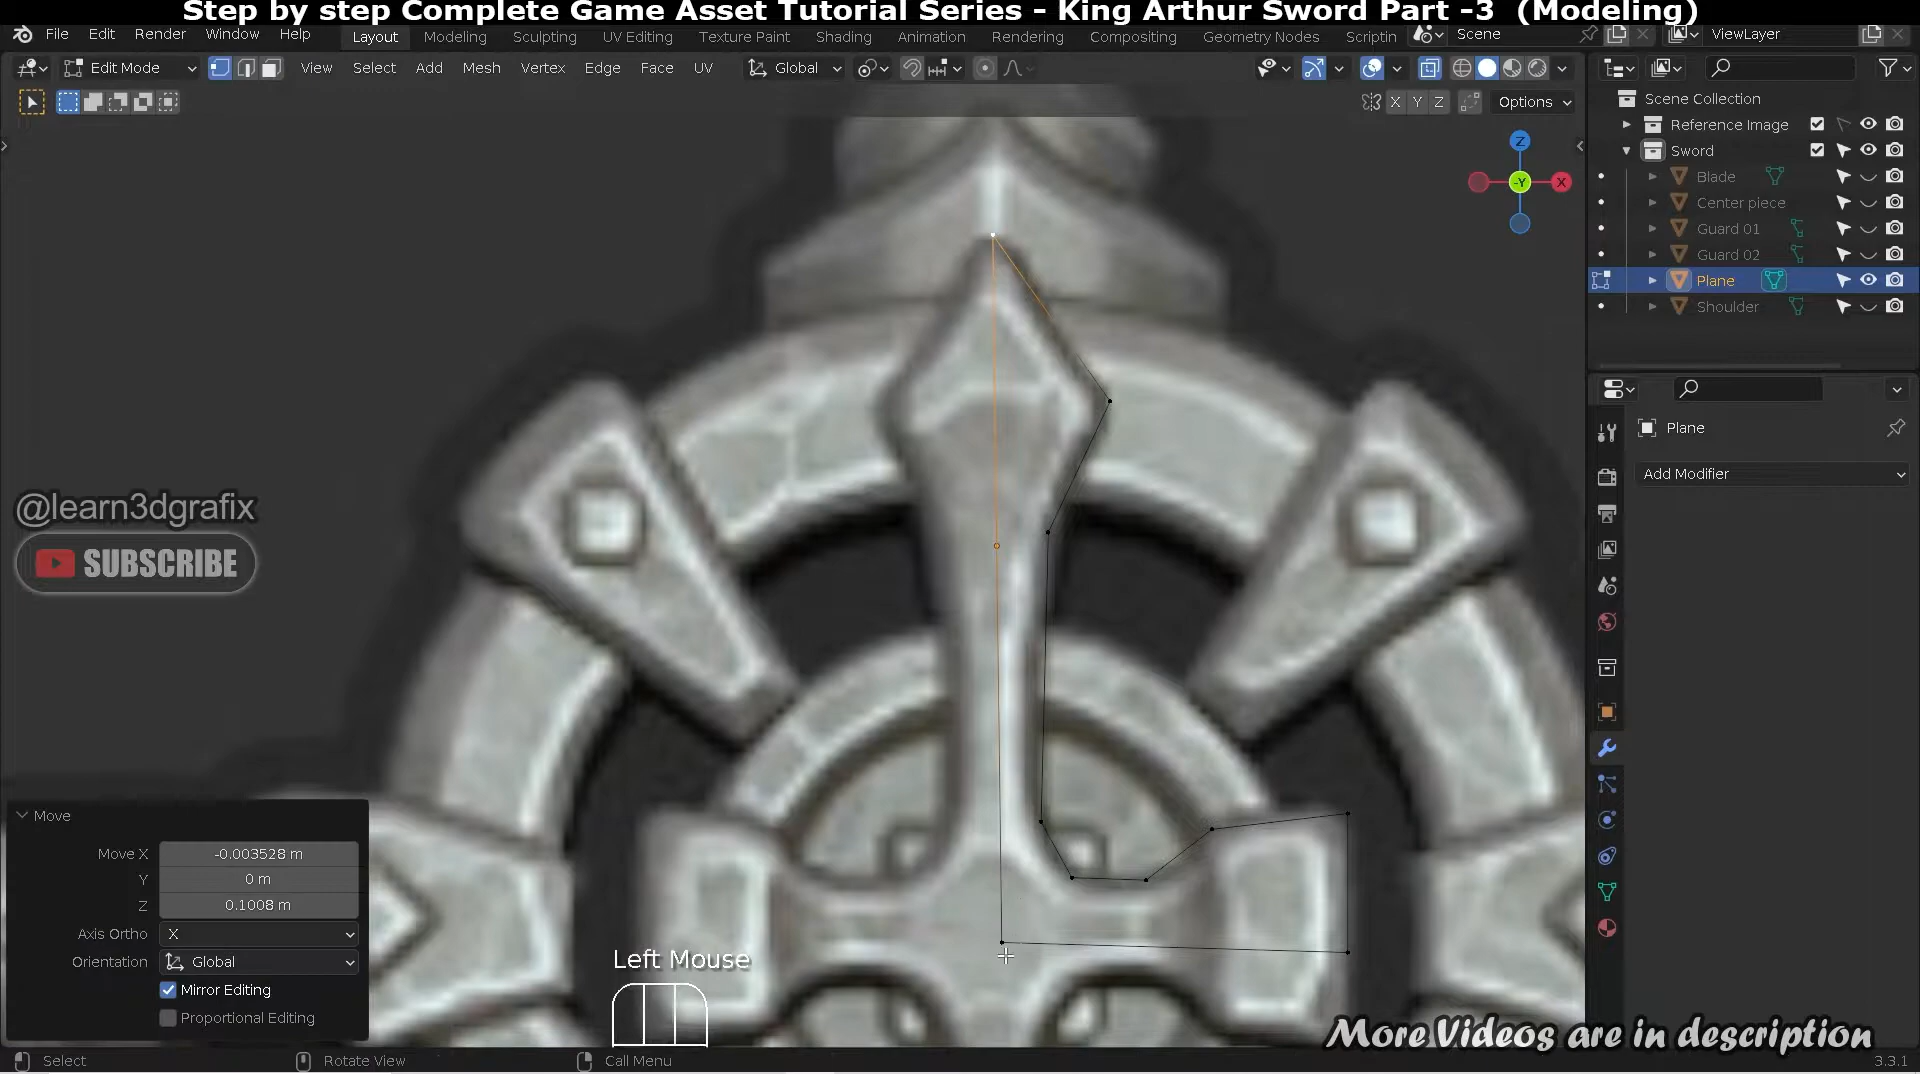 Step by step Complete Game Asset Tutorial Series - King Arthur Sword Part -3 (Modeling)
File Edit Render Window Help Layout Modeling Sculpting UV Editing Texture Paint Shading Animation Rendering Compositing Geometry Nodes Scriptin Scene ViewLayer
Edit Mode View Select Add Mesh Vertex Edge Face UV Global
X Y Z Options
Scene Collection
Reference Image
Sword
Blade
Center piece
Guard 01
Guard 02
Plane
Shoulder
Z
-Y
X
Plane
Add Modifier
@learn3dgrafix
SUBSCRIBE
Move
Move X -0.003528 m
Y 0 m
Z 0.1008 m
Axis Ortho X
Orientation Global
Mirror Editing
Proportional Editing
Left Mouse
More Videos are in description
Select Rotate View Call Menu 3.3.1